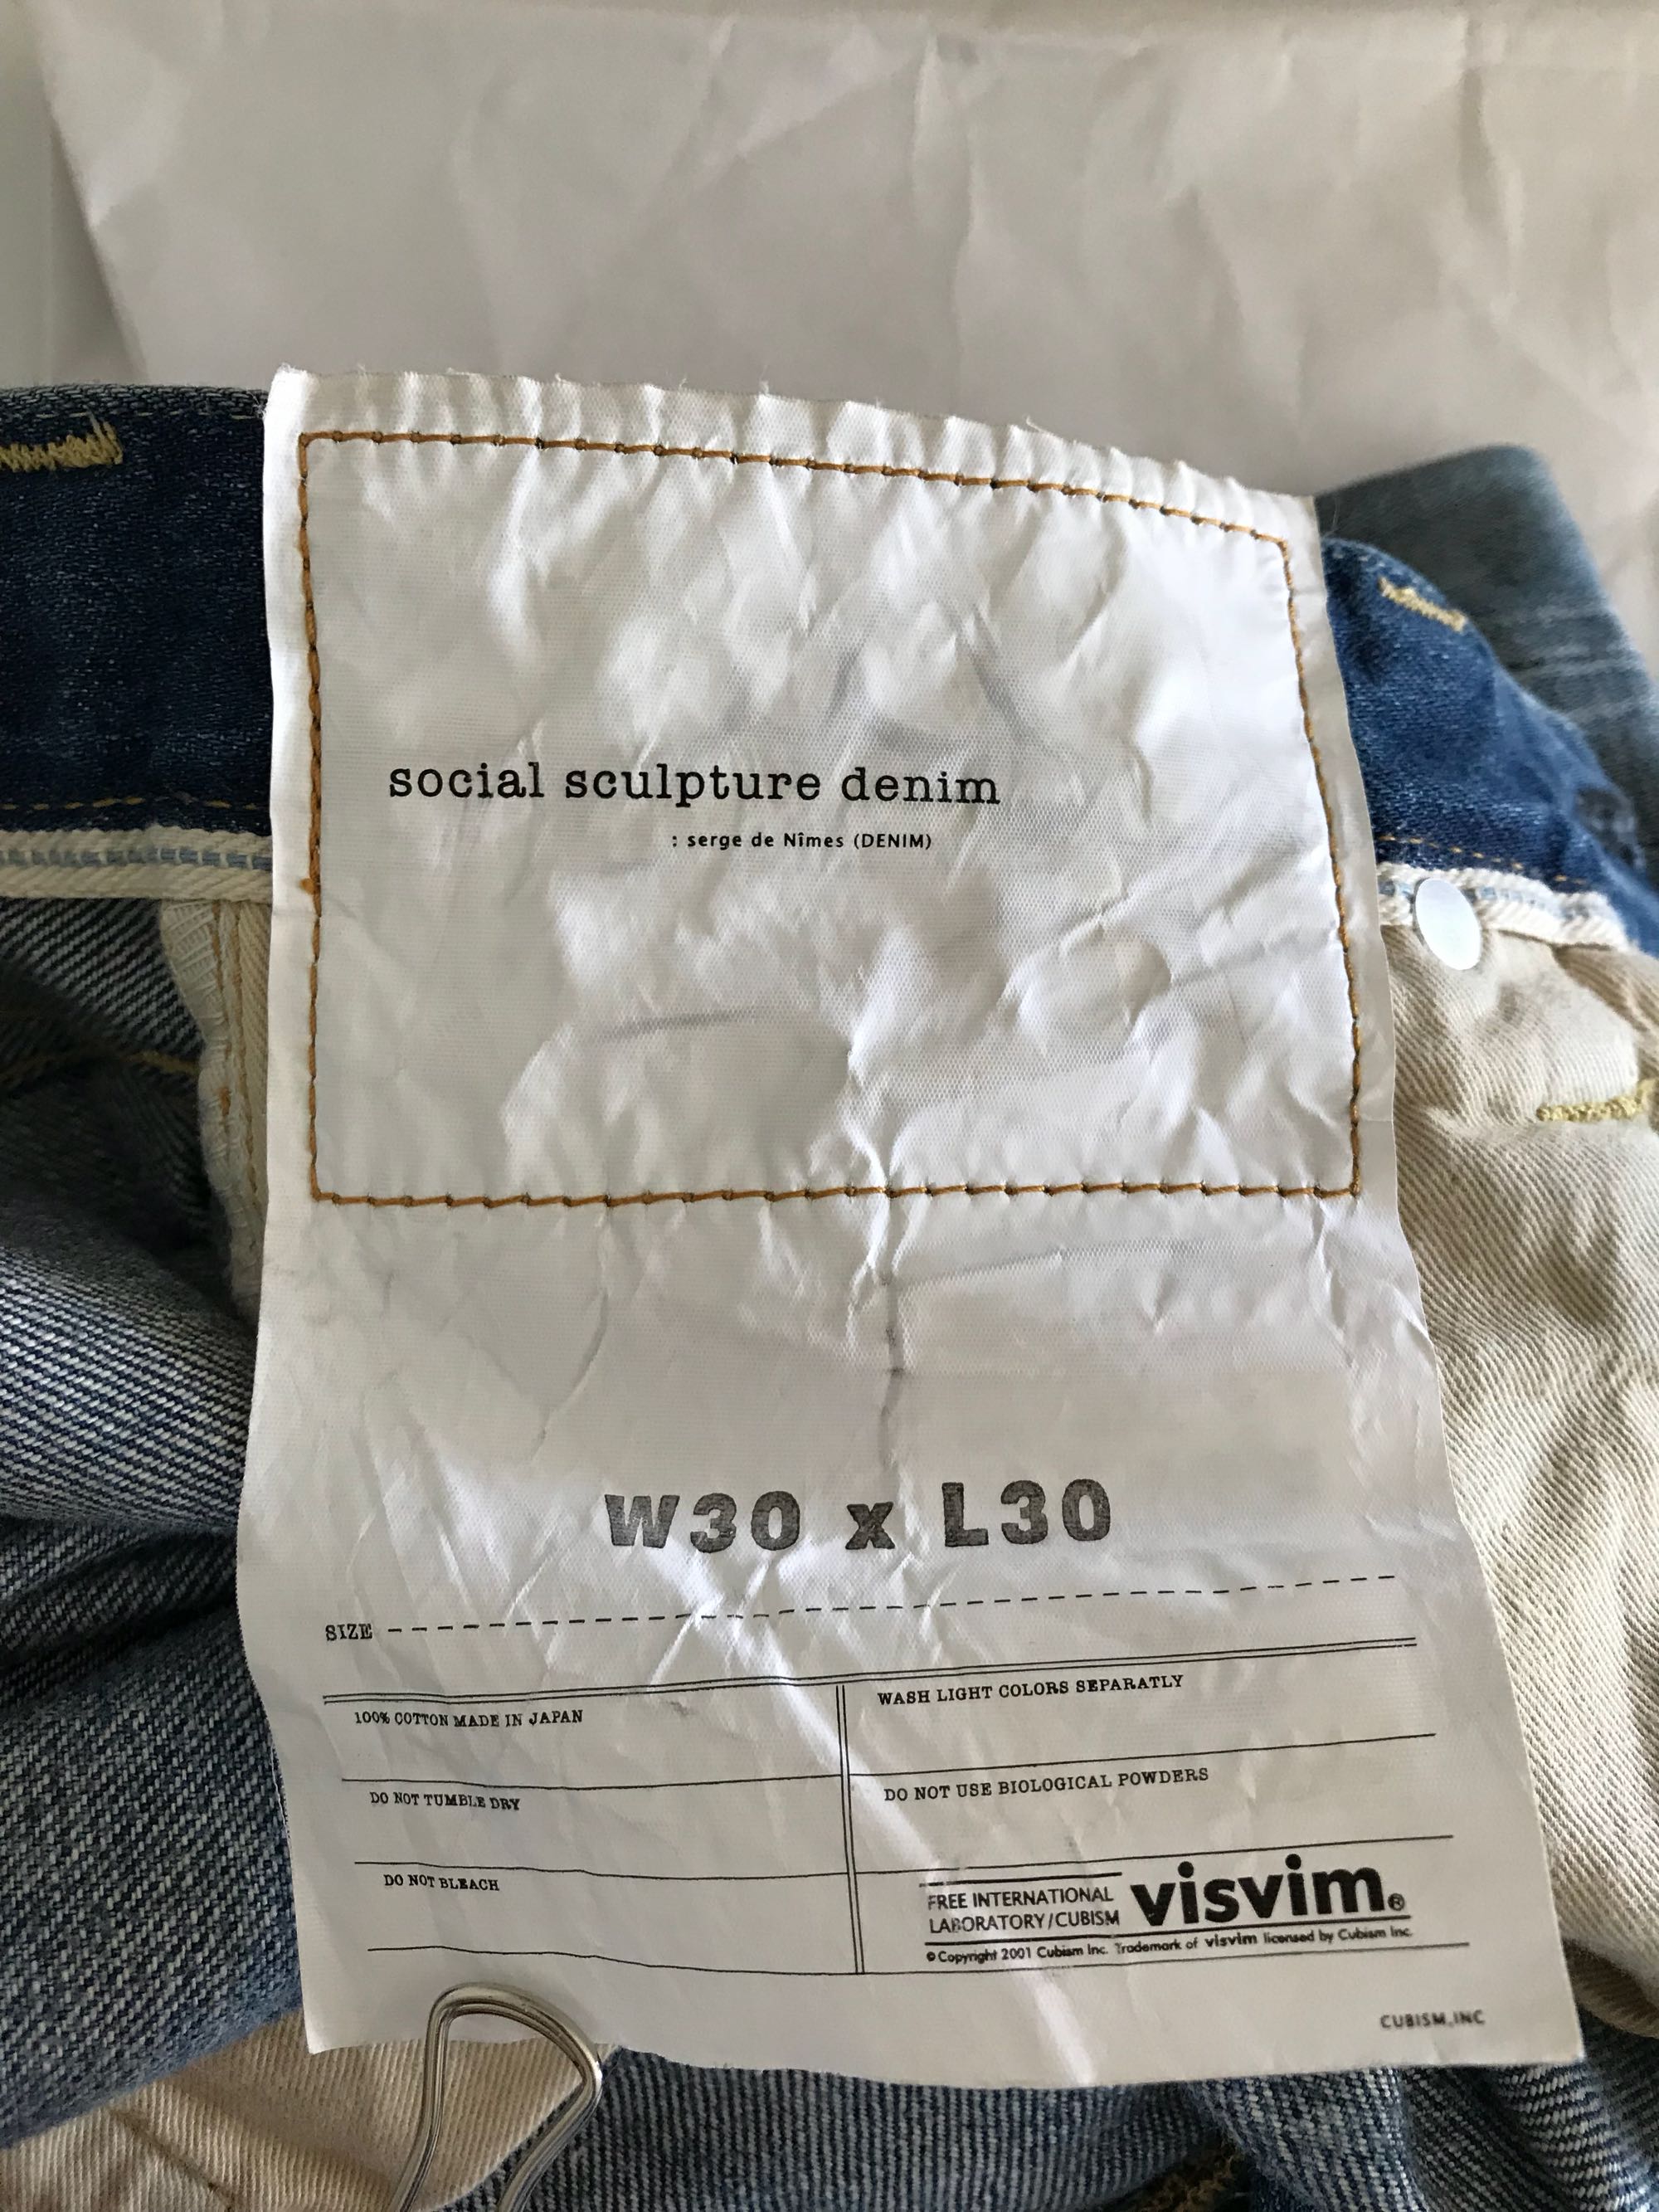 social sculpture denim
: serge de Nîmes (DENIM)
W30 x L30
SIZE
100% COTTON MADE IN JAPAN
WASH LIGHT COLORS SEPARATLY
DO NOT TUMBLE DRY
DO NOT USE BIOLOGICAL POWDERS
DO NOT BLEACH
FREE INTERNATIONAL
LABORATORY/CUBISM
visvim®
© Copyright 2001 Cubism Inc. Trademark of visvim licensed by Cubism Inc.
CUBISM,INC